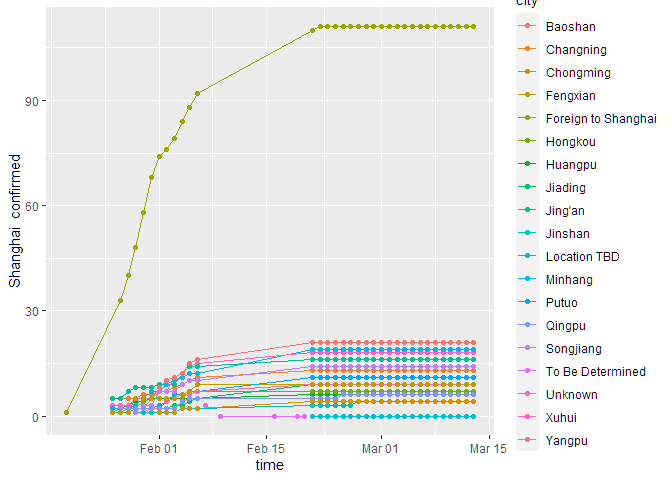 city
Baoshan
Changning
Chongming
Fengxian
Foreign to Shanghai
Hongkou
Huangpu
Jiading
Jing'an
Jinshan
Location TBD
Minhang
Putuo
Qingpu
Songjiang
To Be Determined
Unknown
Xuhui
Yangpu
Shanghai confirmed
90
60
30
0
Feb 01
Feb 15
Mar 01
Mar 15
time